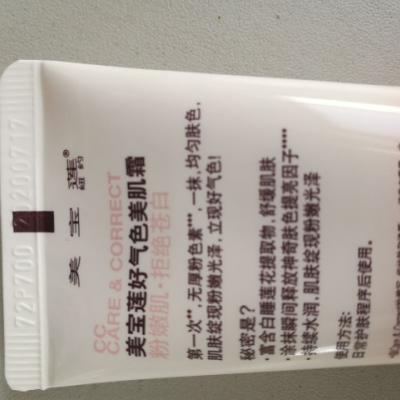 72P700 20200717
美宝莲®
纽约
CC
CARE & CORRECT
美宝莲好气色美肌霜
粉嫩肌·拒绝苍白
第一次**,无厚粉色素***,一抹,均匀肤色,
肌肤绽现粉嫩光泽,立现好气色!
秘密是?
·富含白睡莲花提取物,舒缓肌肤
·涂抹瞬间释放神奇肤色提亮因子****
·持续水润,肌肤绽现粉嫩光泽
使用方法:
日常护肤程序后使用。